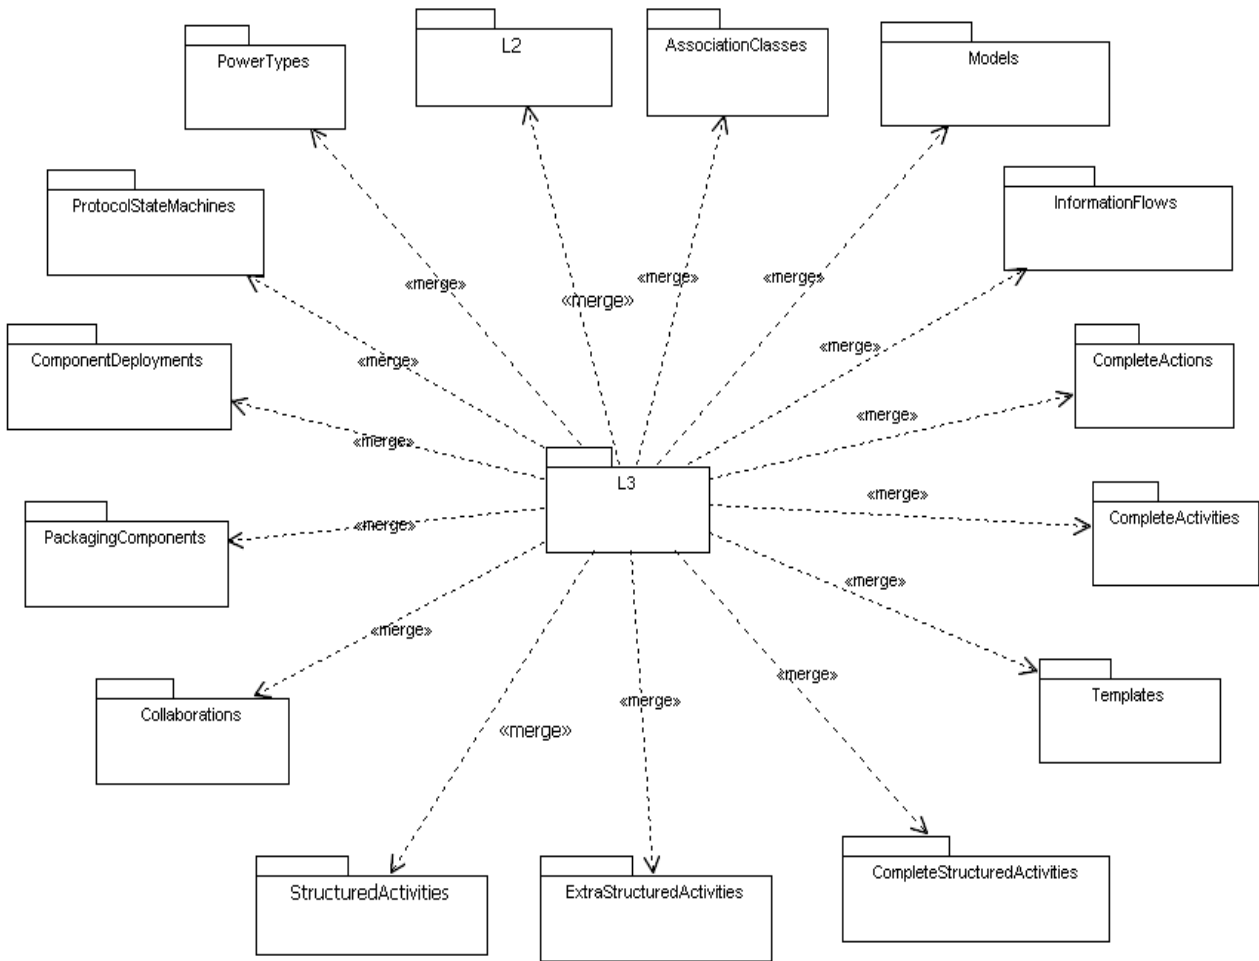 L2
AssociationClasses
Models
PowerTypes
InformationFlows
ProtocolStateMachines
«merge»
«merge»
«merge»
«merge»
«merge»
«merge»
ComponentDeployments
CompleteActions
«merge»
«merge»
L3
«merge»
«merge»
PackagingComponents
CompleteActivities
«merge»
«merge»
«merge»
«merge»
«merge»
Collaborations
Templates
StructuredActivities
ExtraStructuredActivities
CompleteStructuredActivities